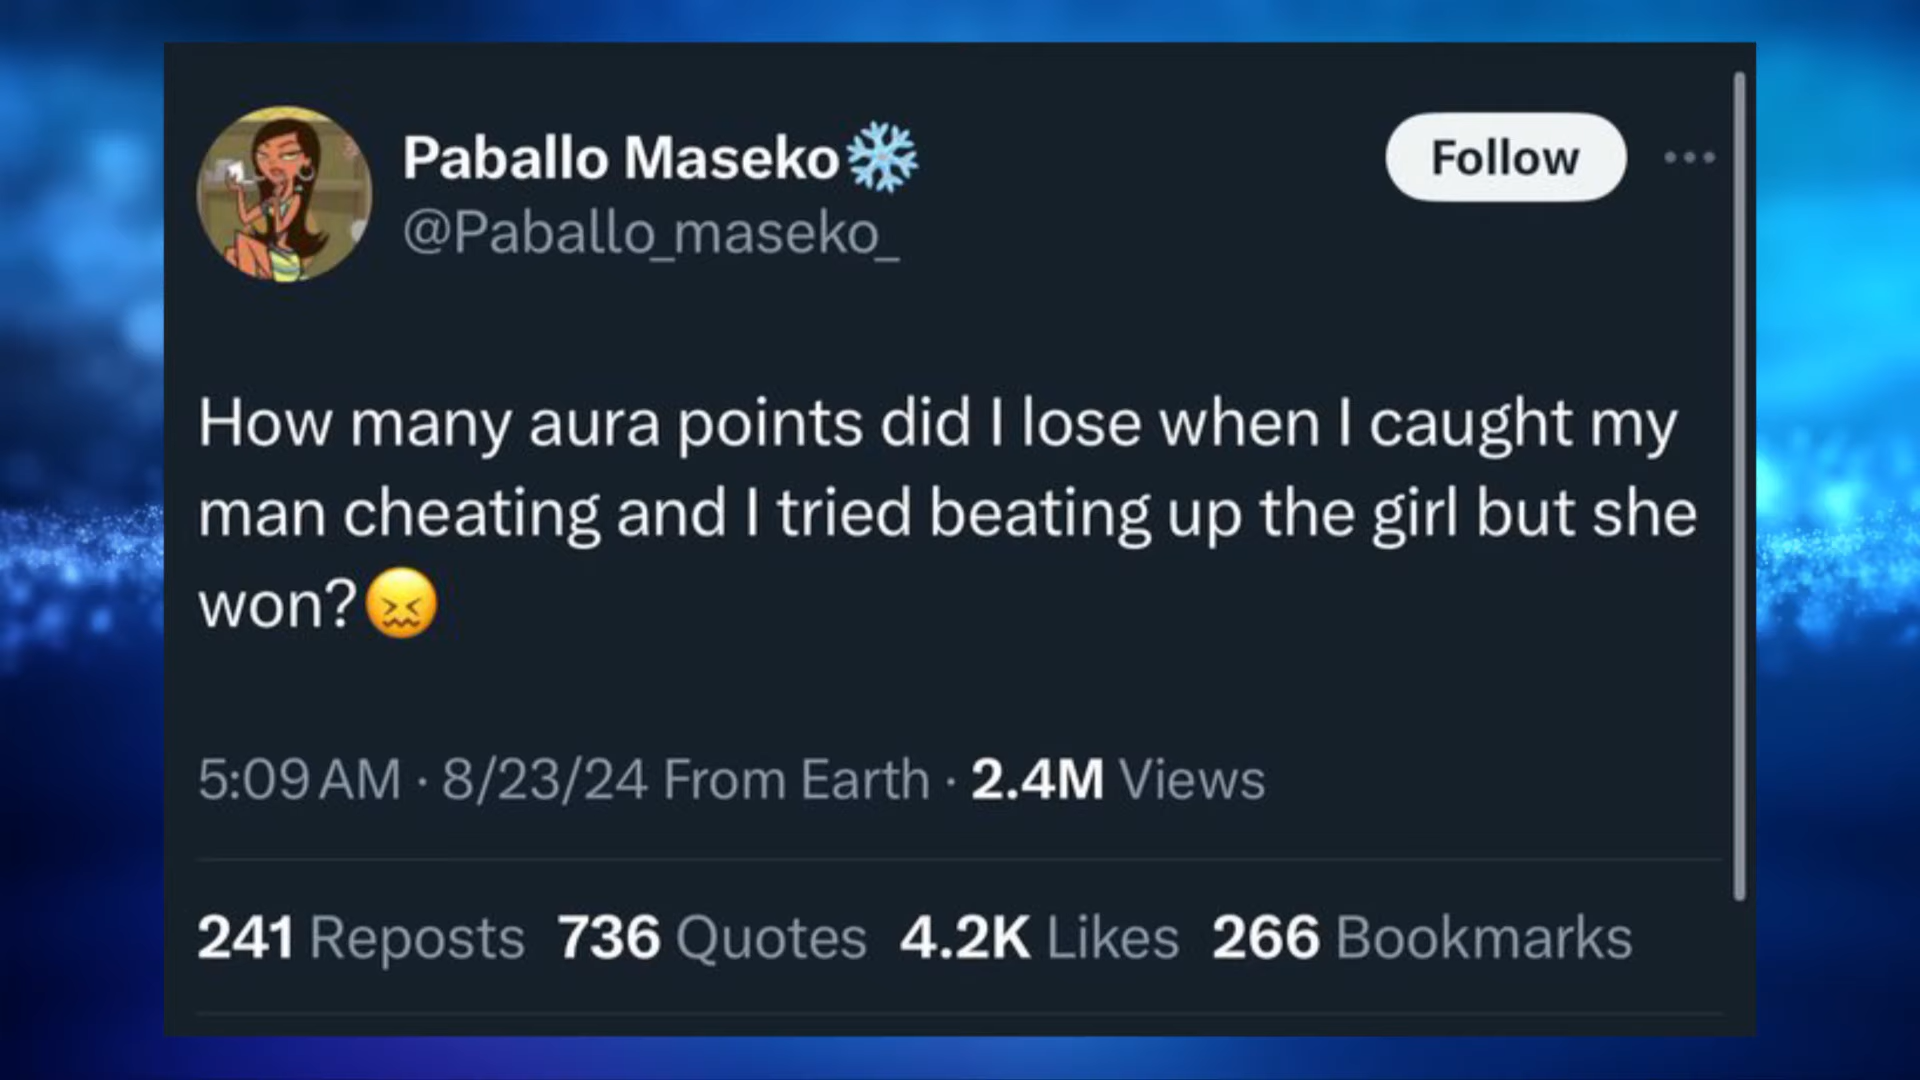 Paballo Maseko❄️
Follow
@Paballo_maseko_
How many aura points did I lose when I caught my
man cheating and I tried beating up the girl but she
won?😖
5:09 AM · 8/23/24 From Earth · 2.4M Views
241 Reposts 736 Quotes 4.2K Likes 266 Bookmarks